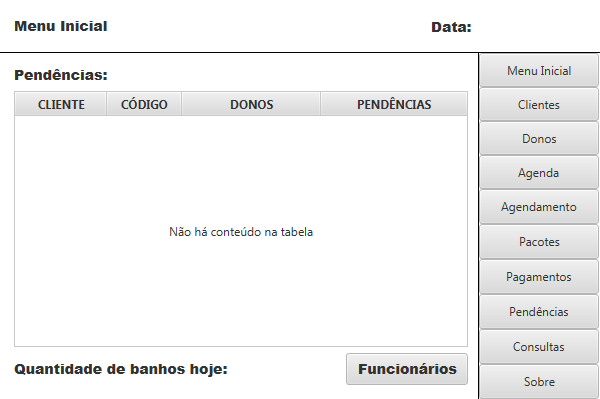 Menu Inicial
Data:
Pendências:
CLIENTE CÓDIGO DONOS PENDÊNCIAS
Não há conteúdo na tabela
Quantidade de banhos hoje:
Funcionários
Menu Inicial
Clientes
Donos
Agenda
Agendamento
Pacotes
Pagamentos
Pendências
Consultas
Sobre